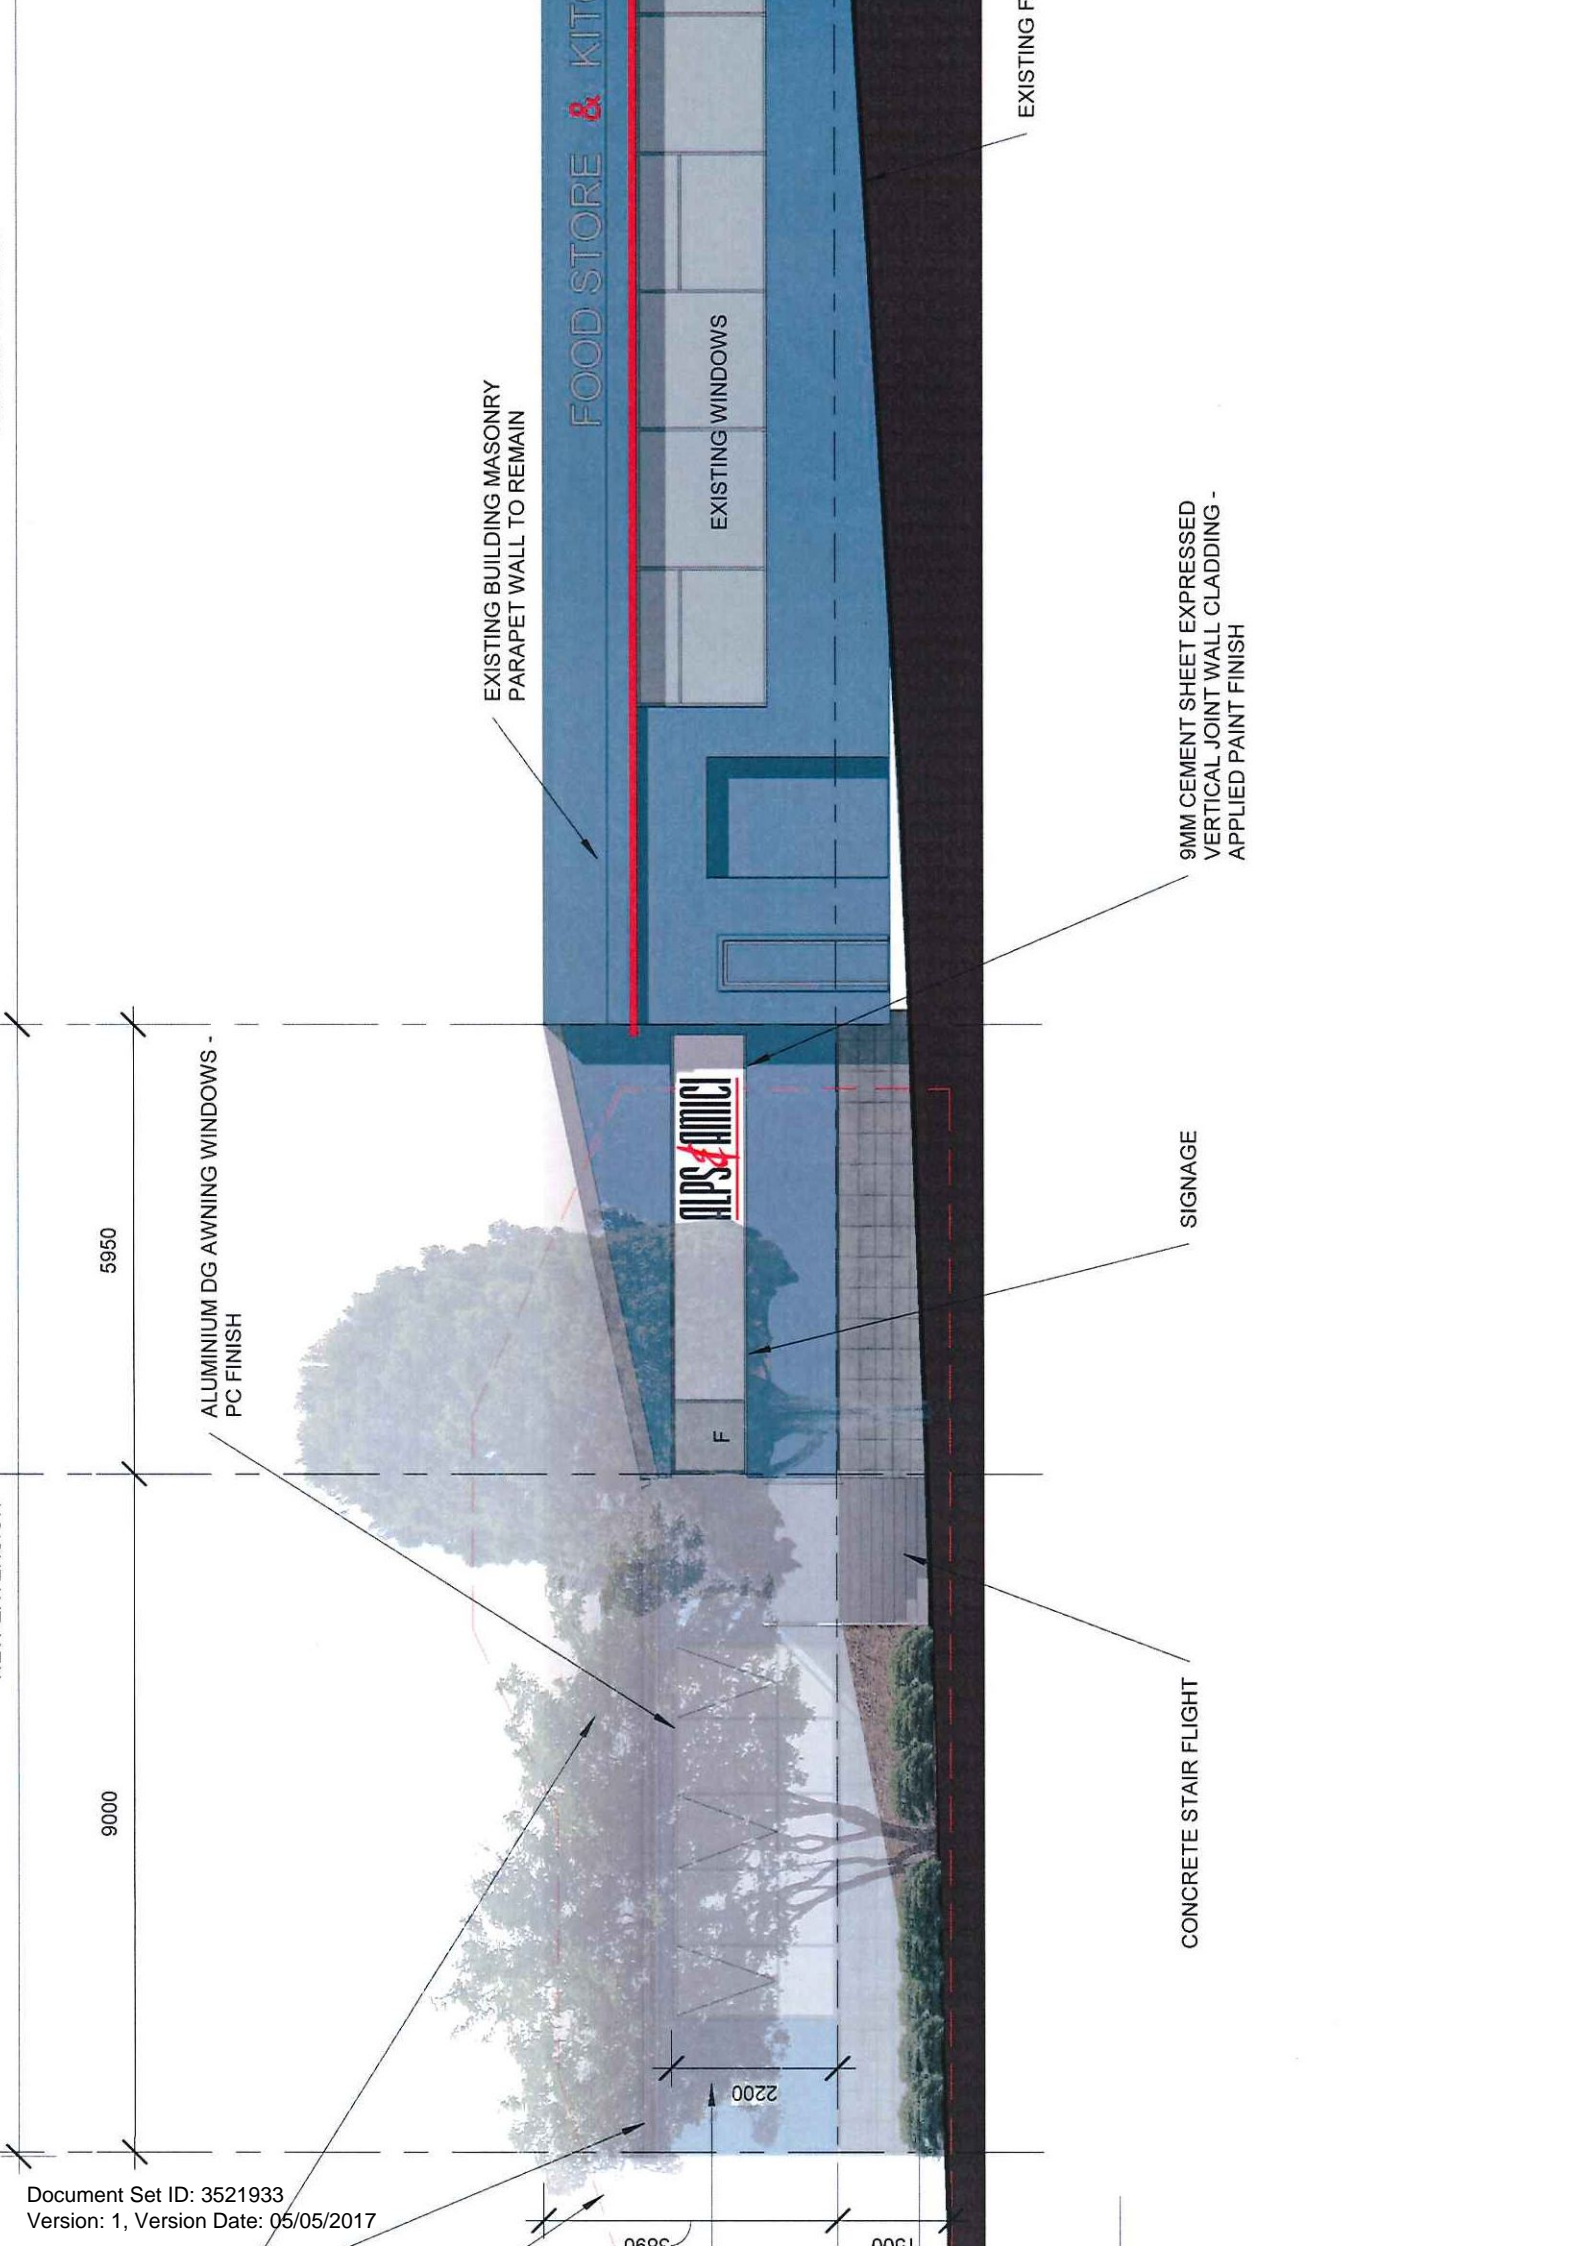 EXISTING BUILDING MASONRY
PARAPET WALL TO REMAIN
FOOD STORE &
EXISTING WINDOWS
EXISTING
9MM CEMENT SHEET EXPRESSED
VERTICAL JOINT WALL CLADDING -
APPLIED PAINT FINISH
ALUMINIUM DG AWNING WINDOWS -
PC FINISH
5950
9000
ALPS & AMICI
F
SIGNAGE
CONCRETE STAIR FLIGHT
2200
3890
1500
Document Set ID: 3521933
Version: 1, Version Date: 05/05/2017